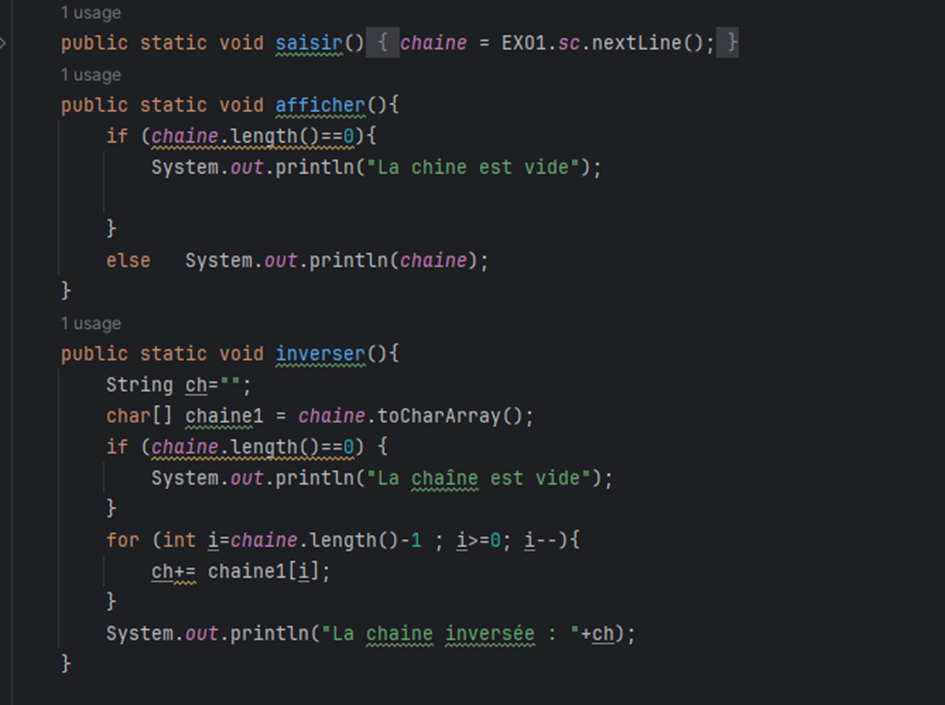 1 usage
public static void saisir() { chaine = EXO1.sc.nextLine(); }
1 usage
public static void afficher(){
if (chaine.length()==0){
System.out.println("La chine est vide");
}
else   System.out.println(chaine);
}
1 usage
public static void inverser(){
String ch="";
char[] chaine1 = chaine.toCharArray();
if (chaine.length()==0) {
System.out.println("La chaîne est vide");
}
for (int i=chaine.length()-1 ; i>=0; i--){
ch+= chaine1[i];
}
System.out.println("La chaine inversée : "+ch);
}